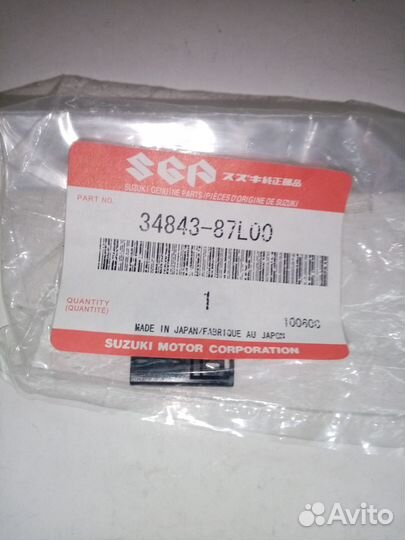 SGP スズキ純正部品
SUZUKI GENUINE PARTS/PIÈCES D'ORIGINE DE SUZUKI
PART NO.
34843-87L00
QUANTITY
(QUANTITÉ)
1
100600
MADE IN JAPAN/FABRIQUE AU JAPON
SUZUKI MOTOR CORPORATION
Avito